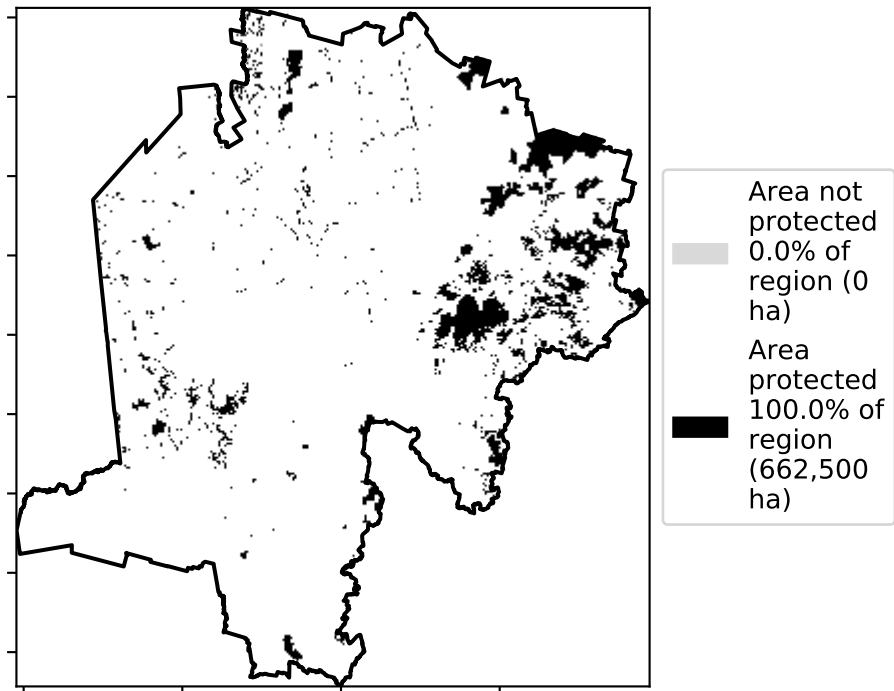 Area not
protected
0.0% of
region (0
ha)
Area
protected
100.0% of
region
(662,500
ha)